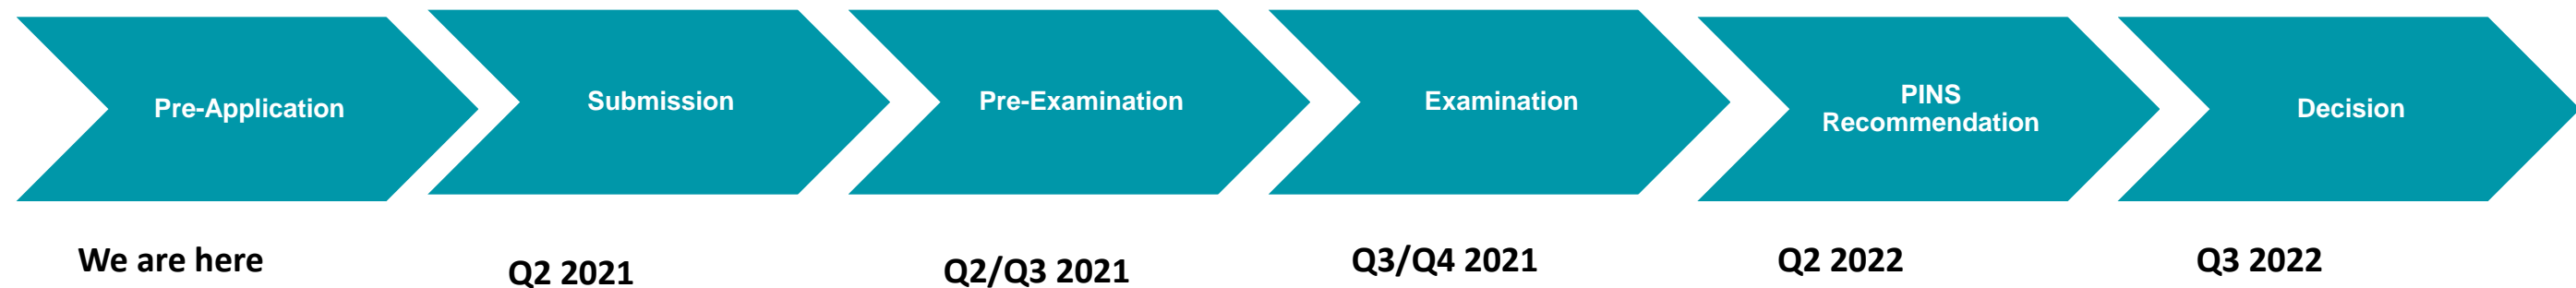 Pre-Application
Submission
Pre-Examination
Examination
PINS
Recommendation
Decision
We are here
Q2 2021
Q2/Q3 2021
Q3/Q4 2021
Q2 2022
Q3 2022